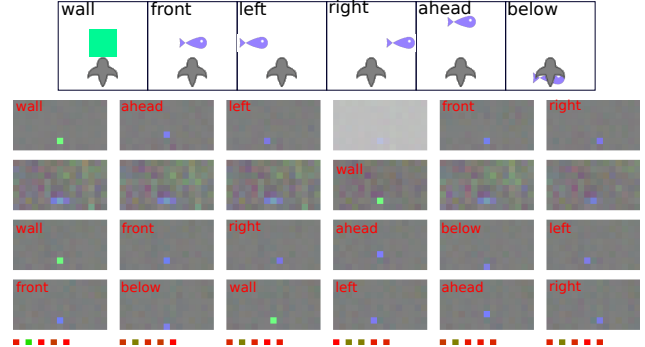 wall front left right ahead below
wall ahead left front right
wall
wall front right ahead below left
front below wall left ahead right